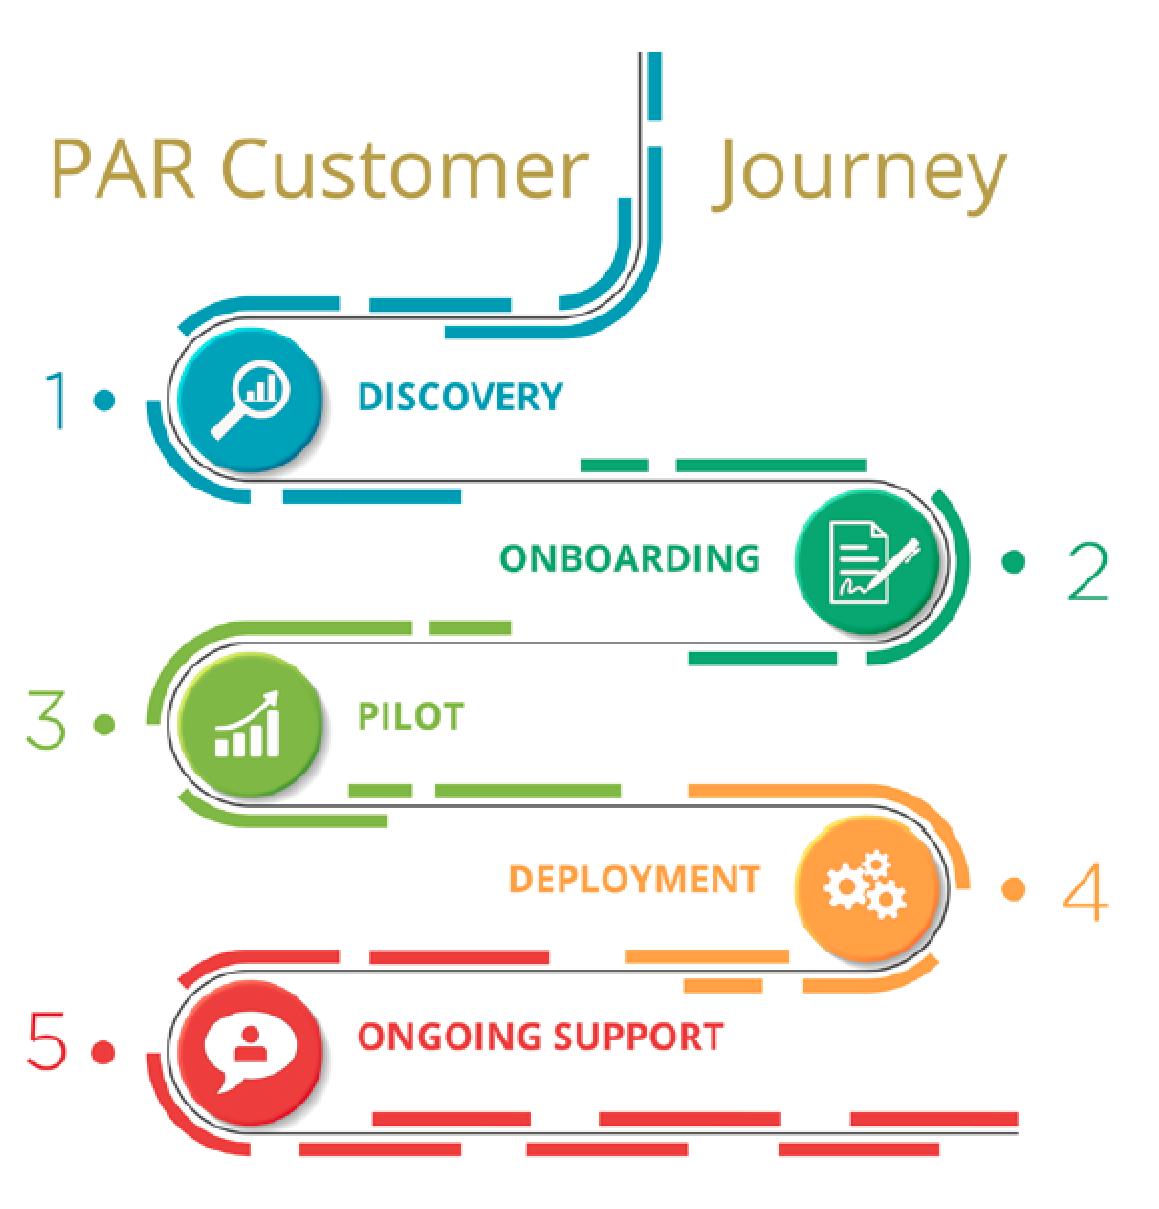 PAR Customer Journey
1 • DISCOVERY
ONBOARDING • 2
3 • PILOT
DEPLOYMENT • 4
5 • ONGOING SUPPORT